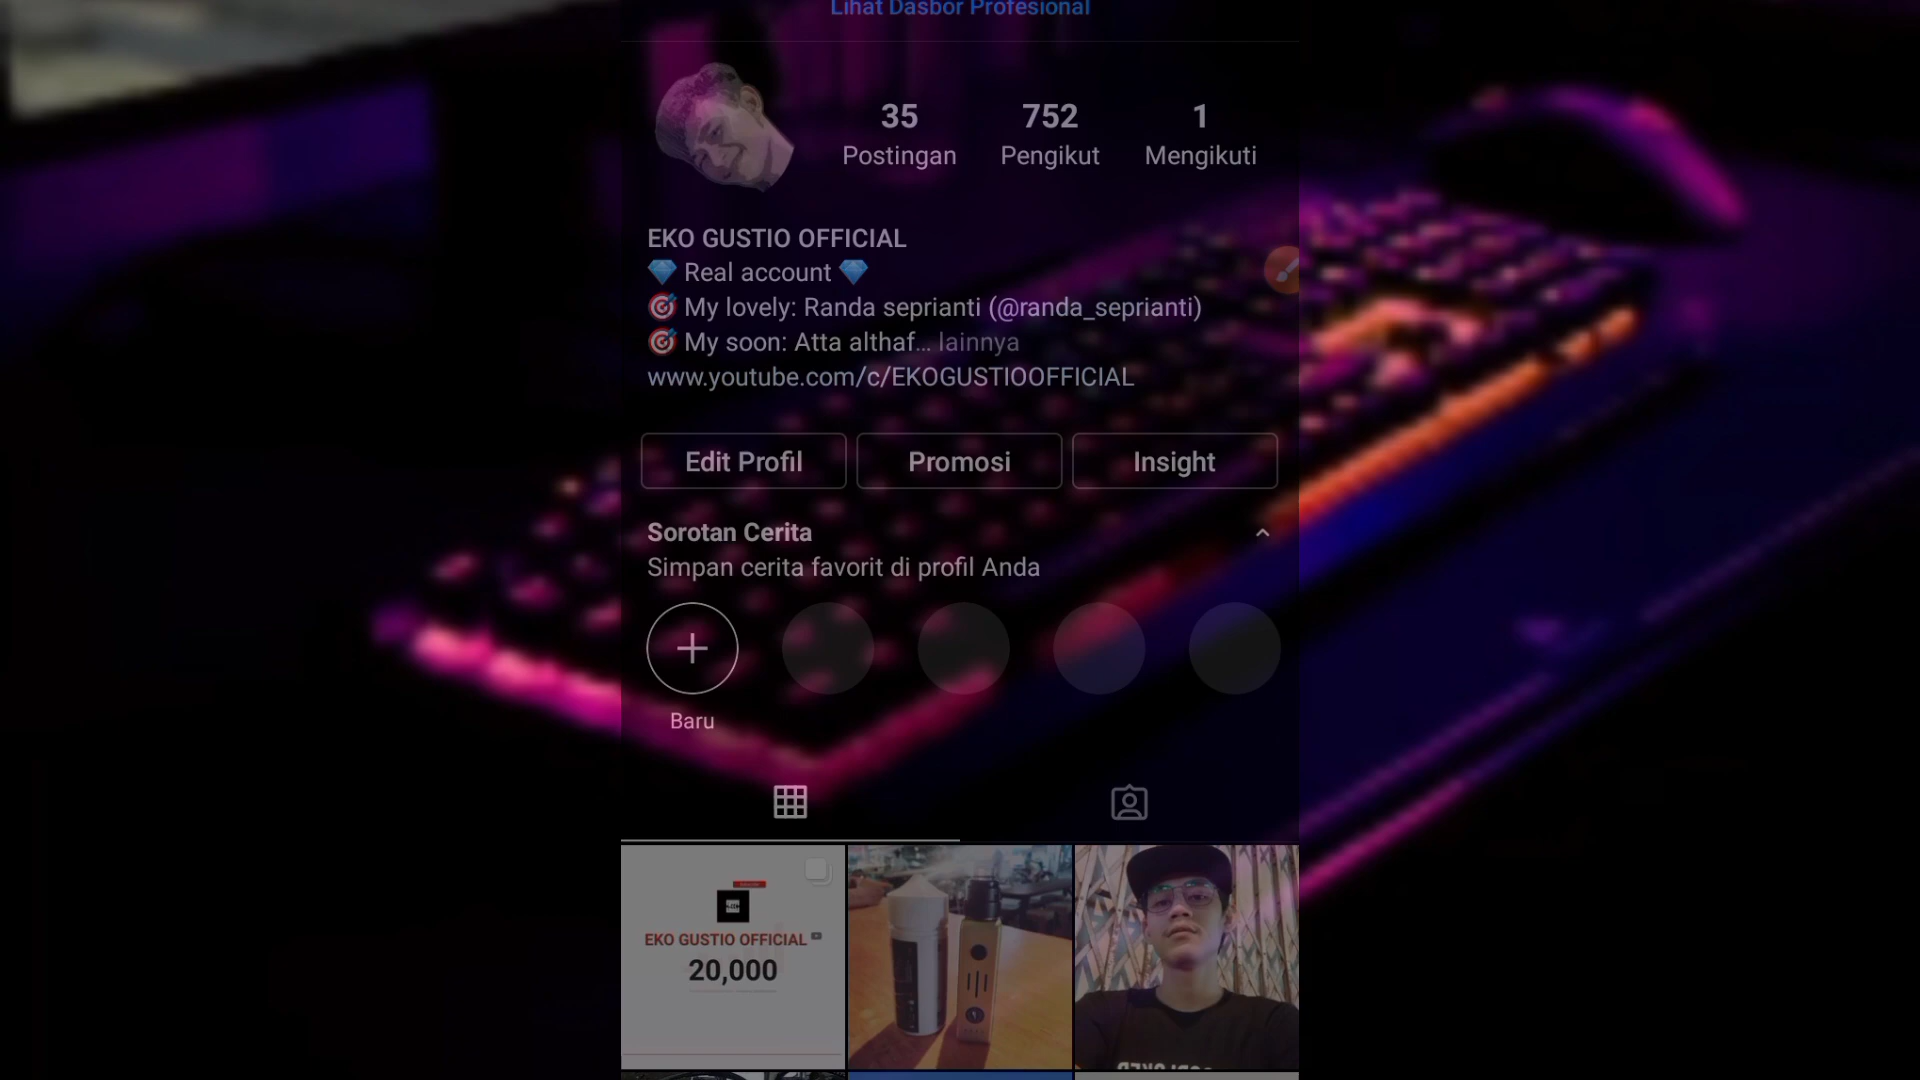 Lihat Dasbor Profesional
35
752
1
Postingan
Pengikut
Mengikuti
EKO GUSTIO OFFICIAL
💎 Real account 💎
🎯 My lovely: Randa seprianti (@randa_seprianti)
🎯 My soon: Atta althaf... lainnya
www.youtube.com/c/EKOGUSTIOOFFICIAL
Edit Profil
Promosi
Insight
Sorotan Cerita
Simpan cerita favorit di profil Anda
Baru
EKO GUSTIO OFFICIAL
20,000